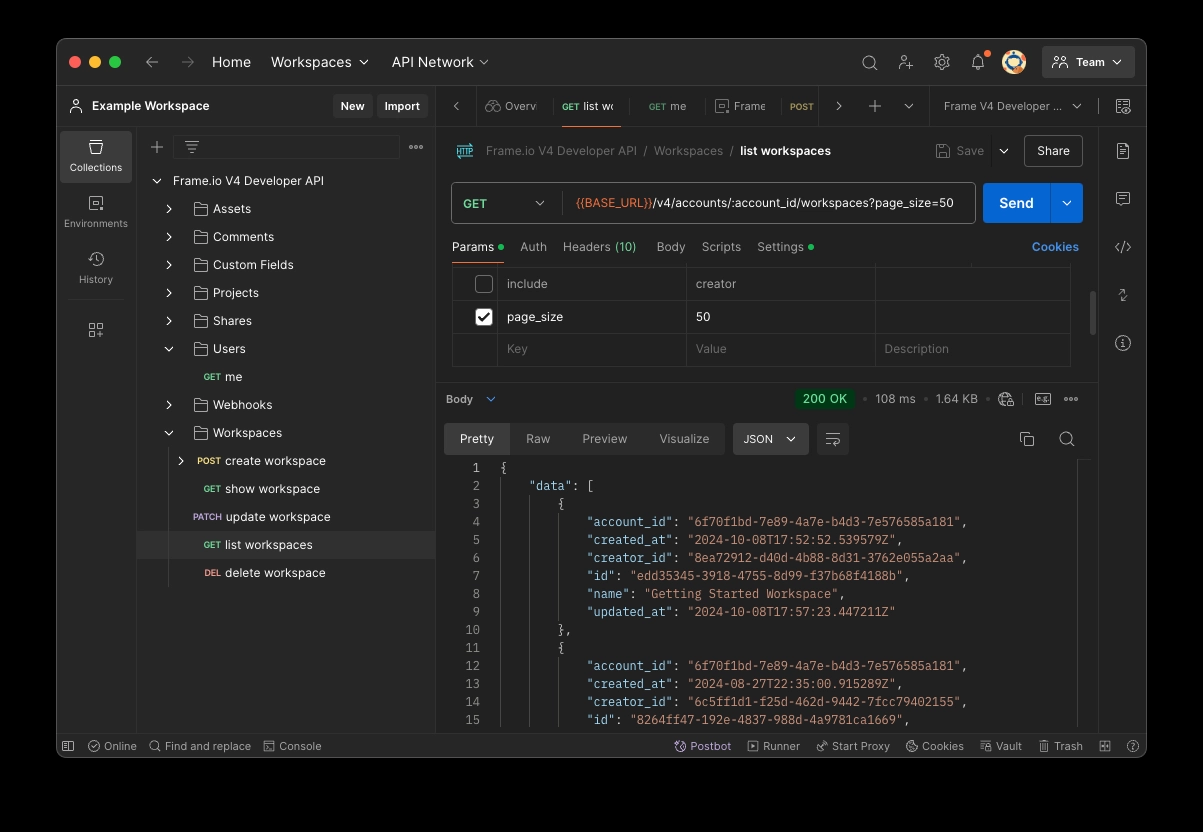 Home Workspaces API Network Team
Example Workspace New Import
Overvi GET list wo GET me Frame POST Frame V4 Developer ...
Collections
Environments
History
Frame.io V4 Developer API
Assets
Comments
Custom Fields
Projects
Shares
Users
GET me
Webhooks
Workspaces
POST create workspace
GET show workspace
PATCH update workspace
GET list workspaces
DEL delete workspace
HTTP Frame.io V4 Developer API / Workspaces / list workspaces Save Share
GET {{BASE_URL}}/v4/accounts/:account_id/workspaces?page_size=50 Send
Params Auth Headers (10) Body Scripts Settings Cookies
include creator
page_size 50
Key Value Description
Body 200 OK 108 ms 1.64 KB e.g.
Pretty Raw Preview Visualize JSON
1 {
2 "data": [
3 {
4 "account_id": "6f70f1bd-7e89-4a7e-b4d3-7e576585a181",
5 "created_at": "2024-10-08T17:52:52.539579Z",
6 "creator_id": "8ea72912-d40d-4b88-8d31-3762e055a2aa",
7 "id": "edd35345-3918-4755-8d99-f37b68f4188b",
8 "name": "Getting Started Workspace",
9 "updated_at": "2024-10-08T17:57:23.447211Z"
10 },
11 {
12 "account_id": "6f70f1bd-7e89-4a7e-b4d3-7e576585a181",
13 "created_at": "2024-08-27T22:35:00.915289Z",
14 "creator_id": "6c5ff1d1-f25d-462d-9442-7fcc79402155",
15 "id": "8264ff47-192e-4837-988d-4a9781ca1669",
Online Find and replace Console Postbot Runner Start Proxy Cookies Vault Trash